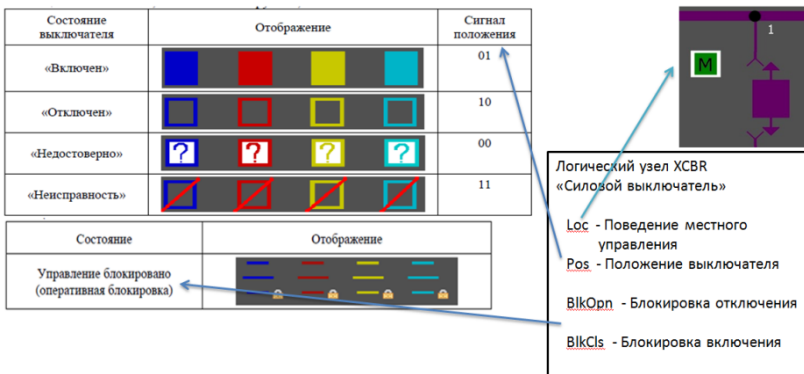 Состояние выключателя
Отображение
Сигнал положения
«Включен»
01
«Отключен»
10
«Недостоверно»
? ? ? ?
00
«Неисправность»
11
Состояние
Отображение
Управление блокировано
(оперативная блокировка)
1
M
Логический узел XCBR
«Силовой выключатель»
Loc - Поведение местного
управления
Pos - Положение выключателя
BlkOpn - Блокировка отключения
BlkCls - Блокировка включения